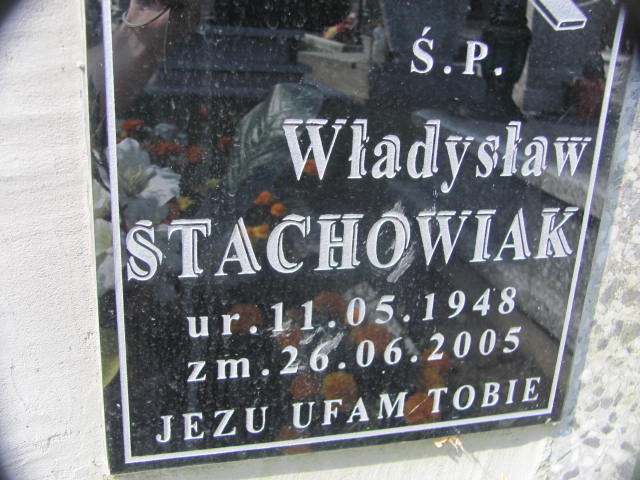 Ś.P.
Władysław
STACHOWIAK
ur.11.05.1948
zm.26.06.2005
JEZU UFAM TOBIE